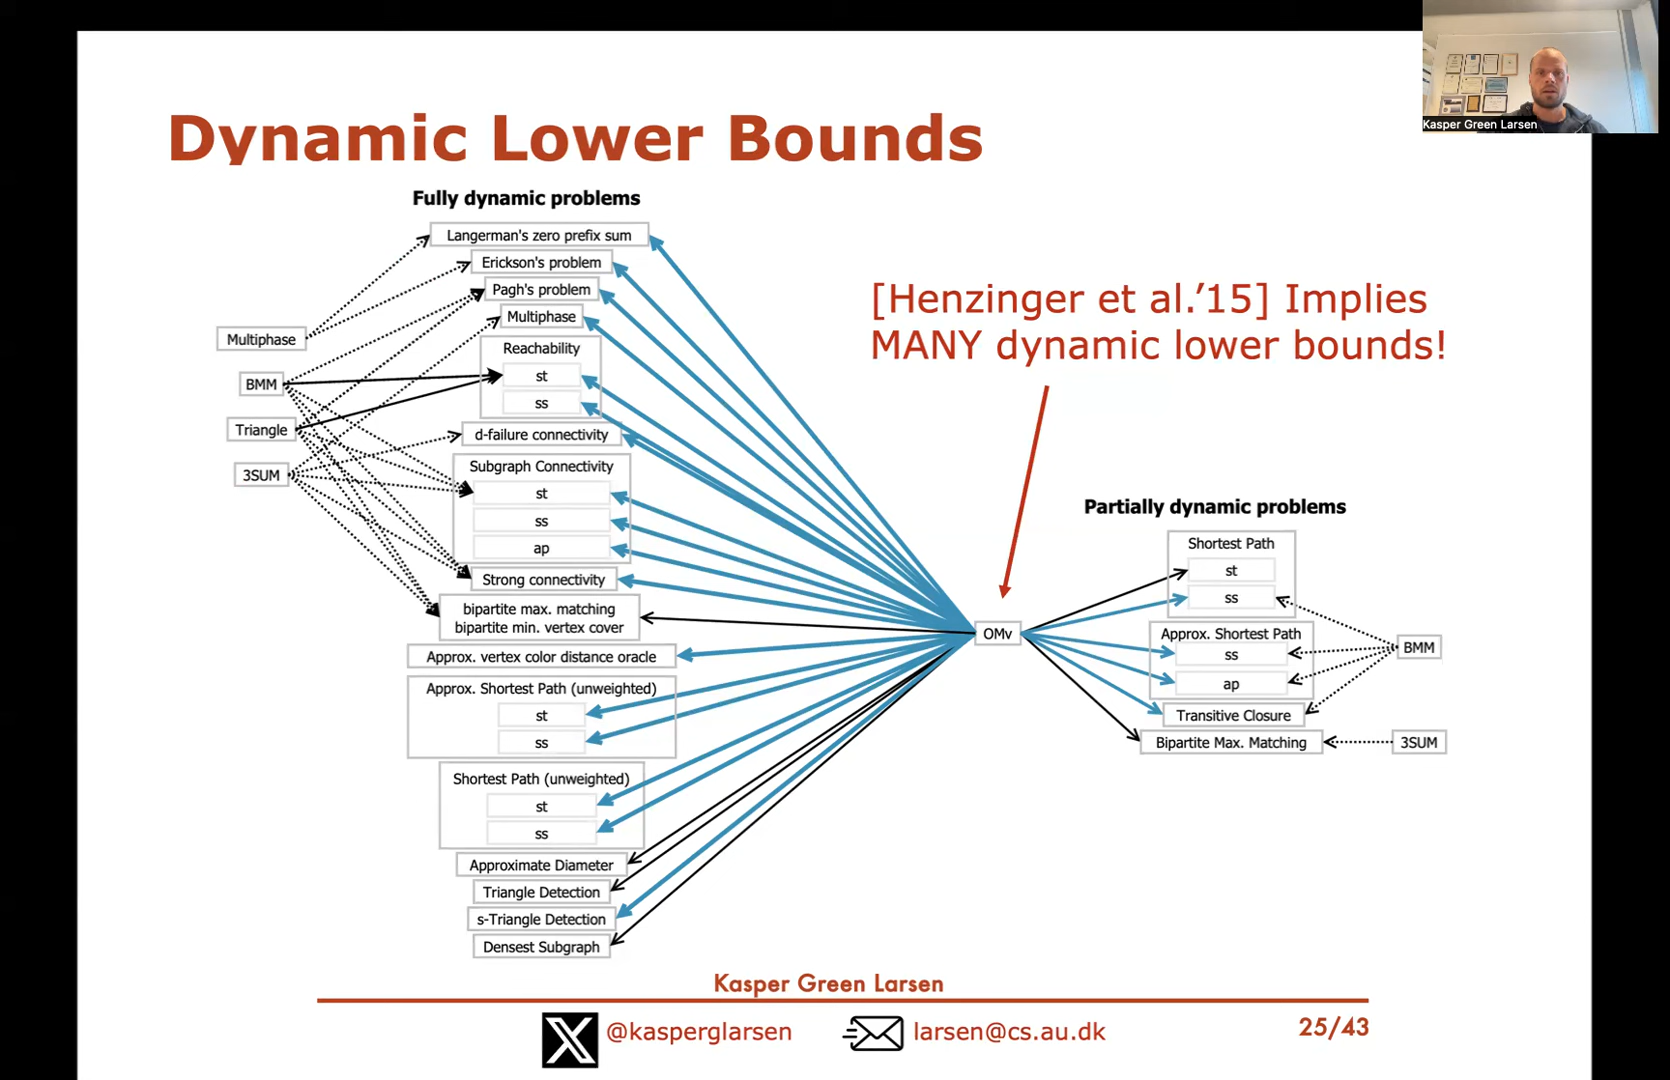 Kasper Green Larsen
Dynamic Lower Bounds
Fully dynamic problems
Langerman's zero prefix sum
Erickson's problem
Pagh's problem
Multiphase
Reachability
st
ss
d-failure connectivity
Subgraph Connectivity
st
ss
ap
Strong connectivity
bipartite max. matching
bipartite min. vertex cover
Approx. vertex color distance oracle
Approx. Shortest Path (unweighted)
st
ss
Shortest Path (unweighted)
st
ss
Approximate Diameter
Triangle Detection
s-Triangle Detection
Densest Subgraph
Multiphase
BMM
Triangle
3SUM
[Henzinger et al.’15] Implies
MANY dynamic lower bounds!
OMv
Partially dynamic problems
Shortest Path
st
ss
Approx. Shortest Path
ss
ap
Transitive Closure
Bipartite Max. Matching
BMM
3SUM
Kasper Green Larsen
@kasperglarsen
larsen@cs.au.dk
25/43